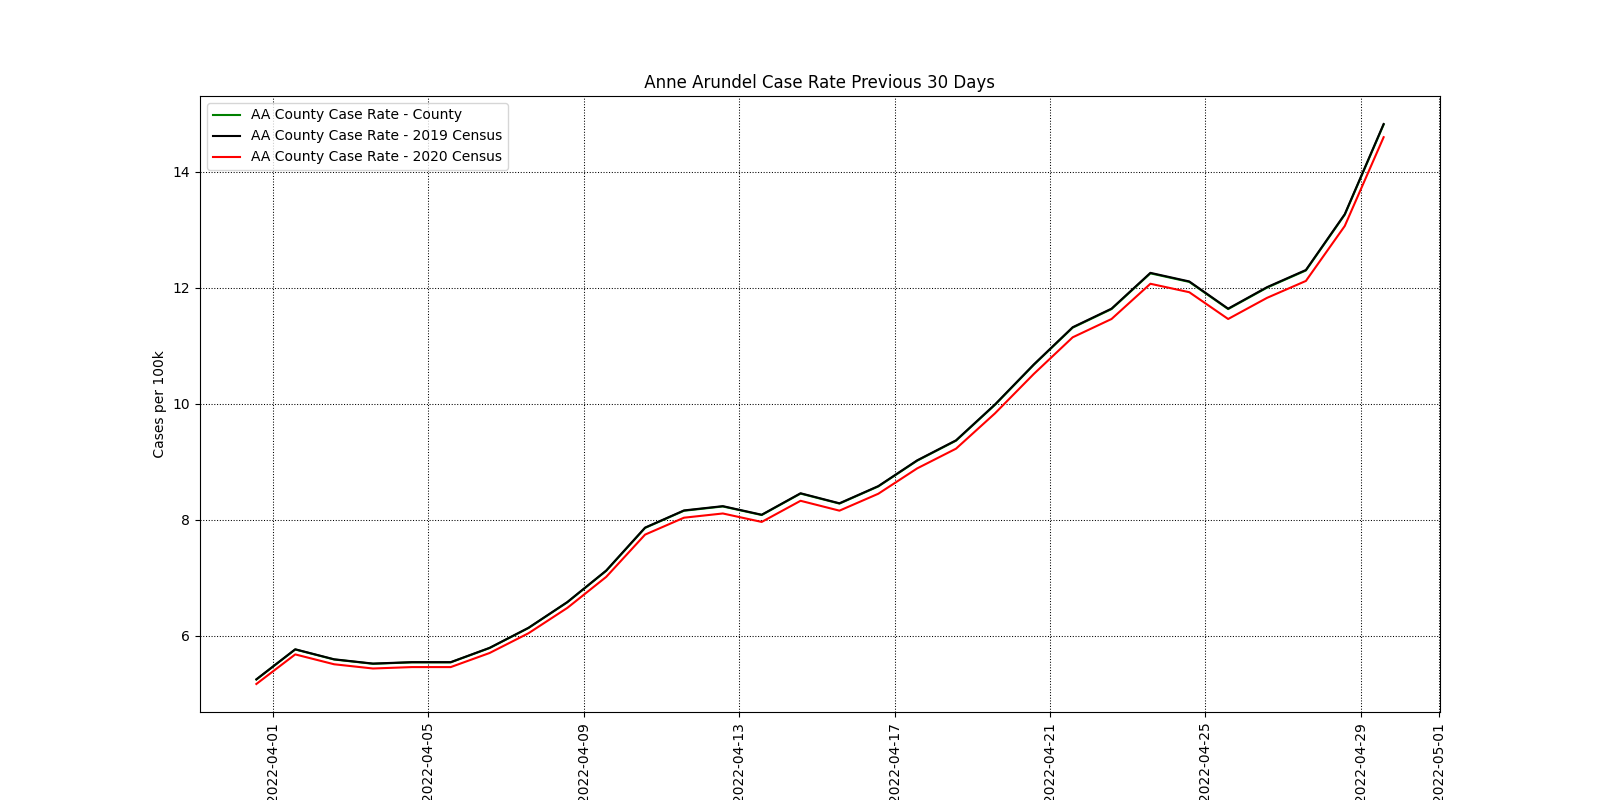 Anne Arundel Case Rate Previous 30 Days
AA County Case Rate - County
AA County Case Rate - 2019 Census
AA County Case Rate - 2020 Census
Cases per 100k
14
12
10
8
6
2022-04-01
2022-04-05
2022-04-09
2022-04-13
2022-04-17
2022-04-21
2022-04-25
2022-04-29
2022-05-01